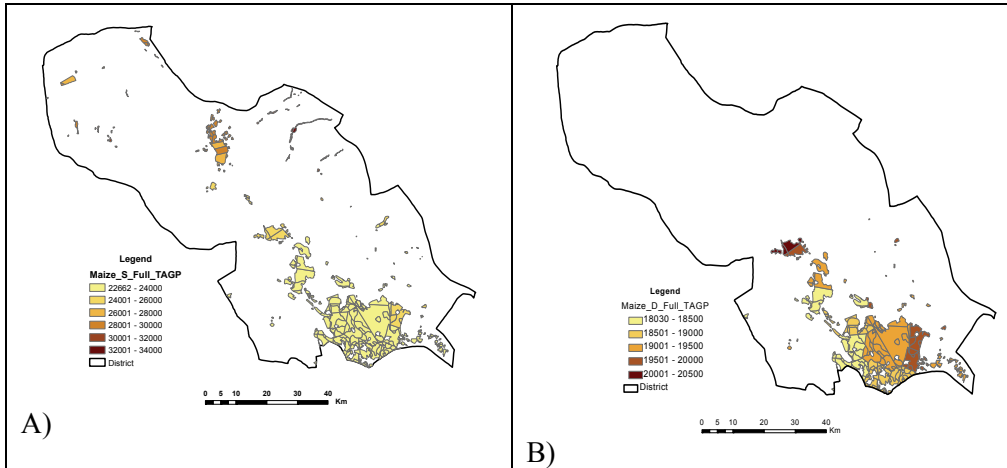 Legend
Maize_S_Full_TAGP
22662 - 24000
24001 - 26000
26001 - 28000
28001 - 30000
30001 - 32000
32001 - 34000
District
0 5 10 20 30 40
Km
A)
Legend
Maize_D_Full_TAGP
18030 - 18500
18501 - 19000
19001 - 19500
19501 - 20000
20001 - 20500
District
0 5 10 20 30 40
Km
B)